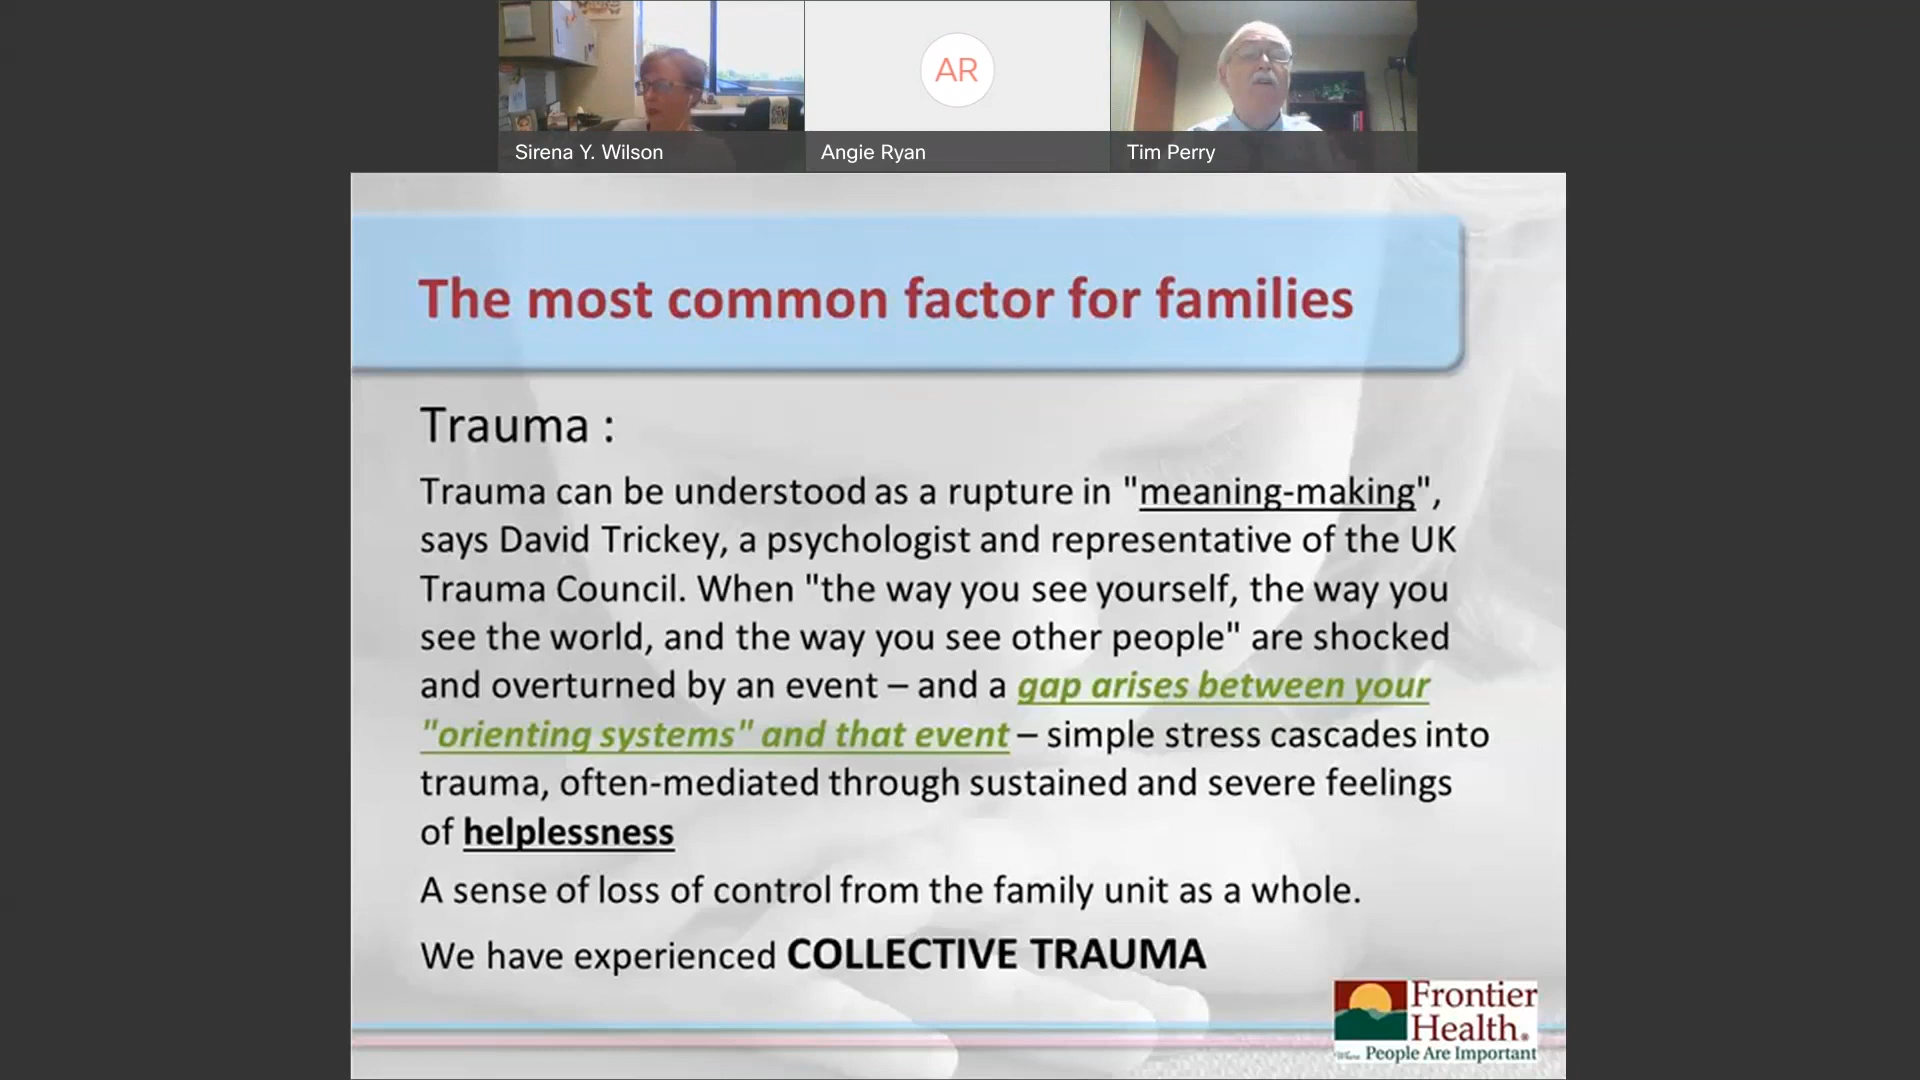 AR
Sirena Y. Wilson
Angie Ryan
Tim Perry
The most common factor for families
Trauma :
Trauma can be understood as a rupture in "meaning-making",
says David Trickey, a psychologist and representative of the UK
Trauma Council. When "the way you see yourself, the way you
see the world, and the way you see other people" are shocked
and overturned by an event – and a gap arises between your
"orienting systems" and that event – simple stress cascades into
trauma, often-mediated through sustained and severe feelings
of helplessness
A sense of loss of control from the family unit as a whole.
We have experienced COLLECTIVE TRAUMA
Frontier
Health®
Where People Are Important